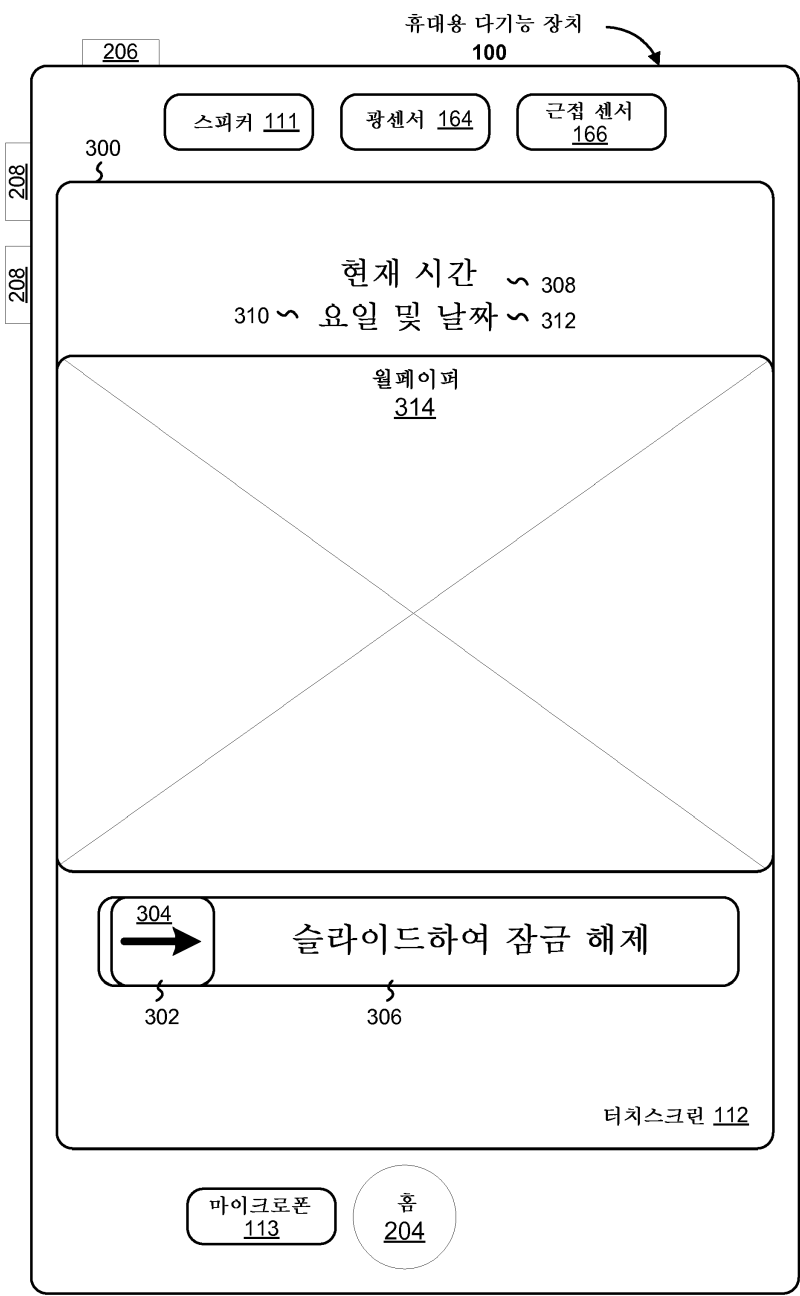 휴대용 다기능 장치
100
206
스피커 111
광센서 164
근접 센서
166
300
208
208
현재 시간 308
310 요일 및 날짜 312
월페이퍼
314
304
슬라이드하여 잠금 해제
302
306
터치스크린 112
마이크로폰
113
홈
204